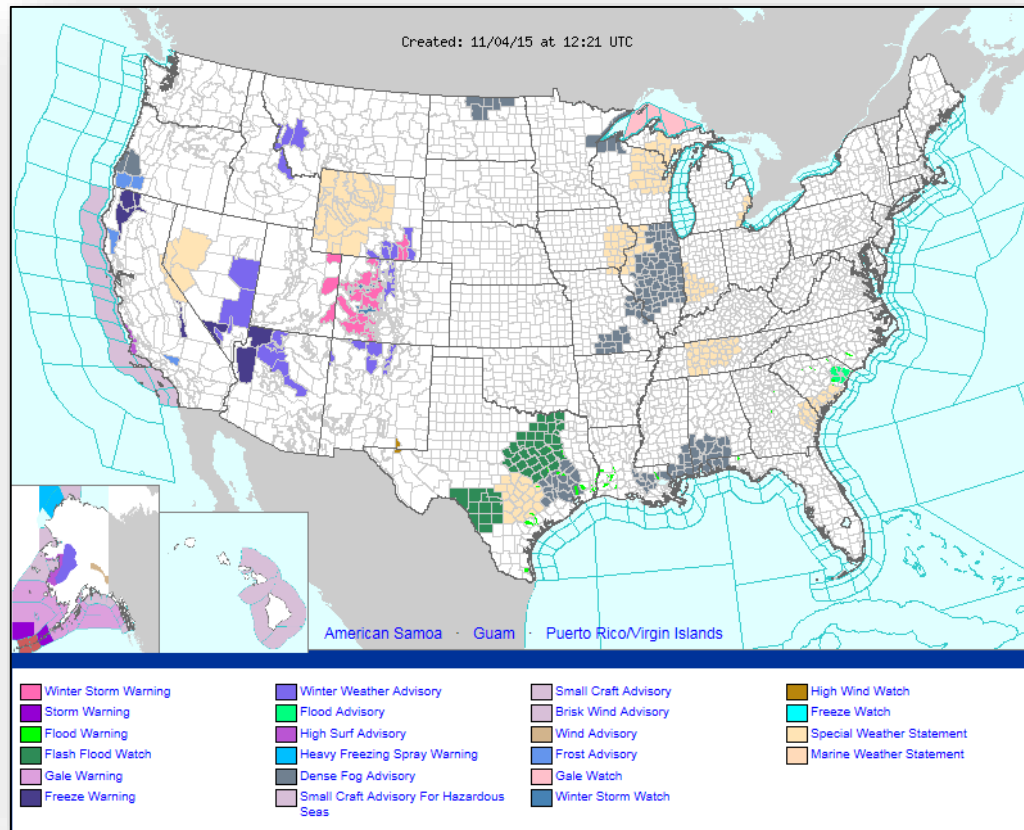 Created: 11/04/15 at 12:21 UTC
American Samoa · Guam · Puerto Rico/Virgin Islands
Winter Storm Warning
Storm Warning
Flood Warning
Flash Flood Watch
Gale Warning
Freeze Warning
Winter Weather Advisory
Flood Advisory
High Surf Advisory
Heavy Freezing Spray Warning
Dense Fog Advisory
Small Craft Advisory For Hazardous
Seas
Small Craft Advisory
Brisk Wind Advisory
Wind Advisory
Frost Advisory
Gale Watch
Winter Storm Watch
High Wind Watch
Freeze Watch
Special Weather Statement
Marine Weather Statement